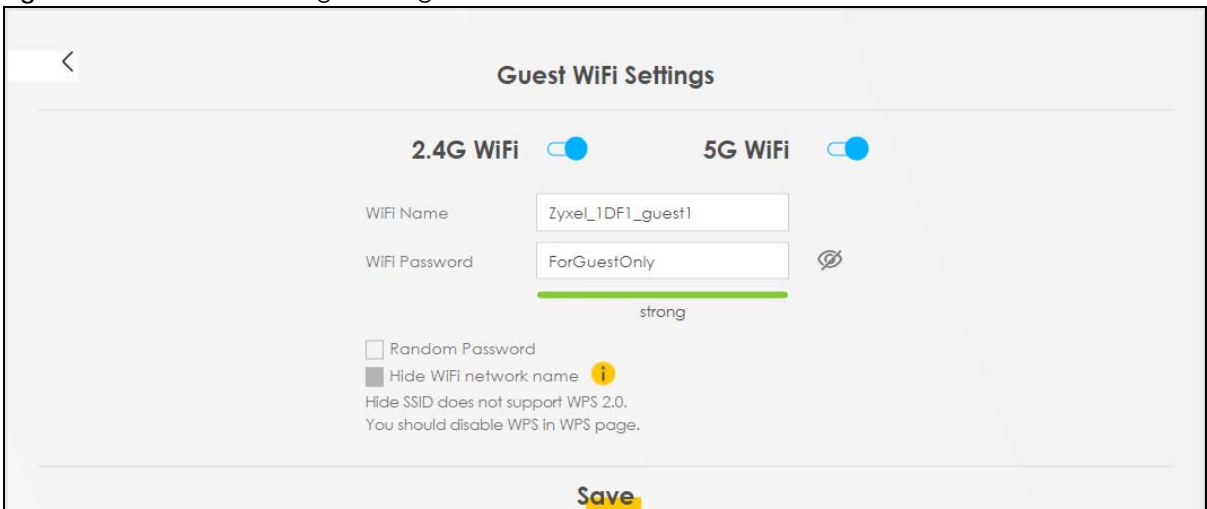 Guest WiFi Settings
2.4G WiFi 5G WiFi
WiFi Name Zyxel_1DF1_guest1
WiFi Password ForGuestOnly
strong
Random Password
Hide WiFi network name i
Hide SSID does not support WPS 2.0.
You should disable WPS in WPS page.
Save